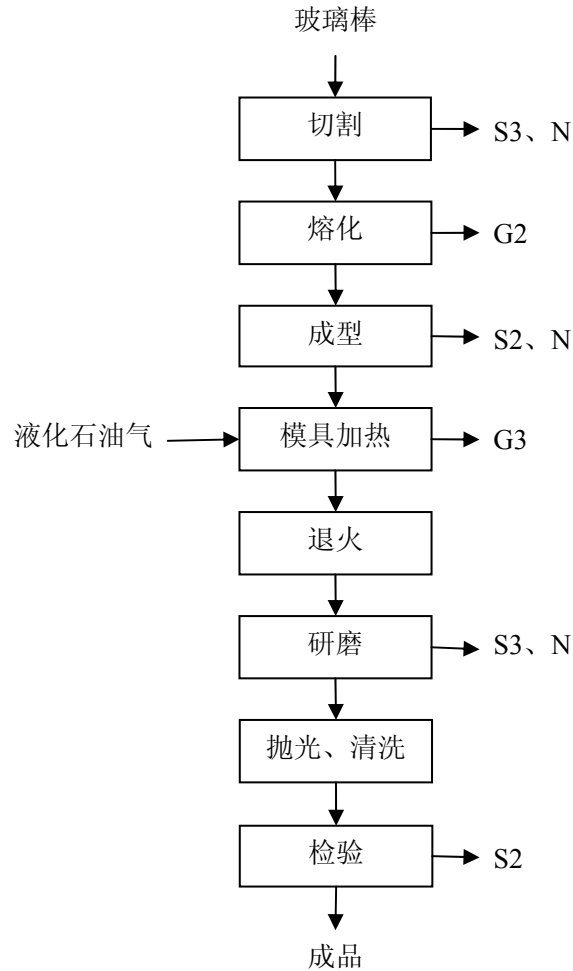 玻璃棒
切割
S3、N
熔化
G2
成型
S2、N
液化石油气
模具加热
G3
退火
研磨
S3、N
抛光、清洗
检验
S2
成品